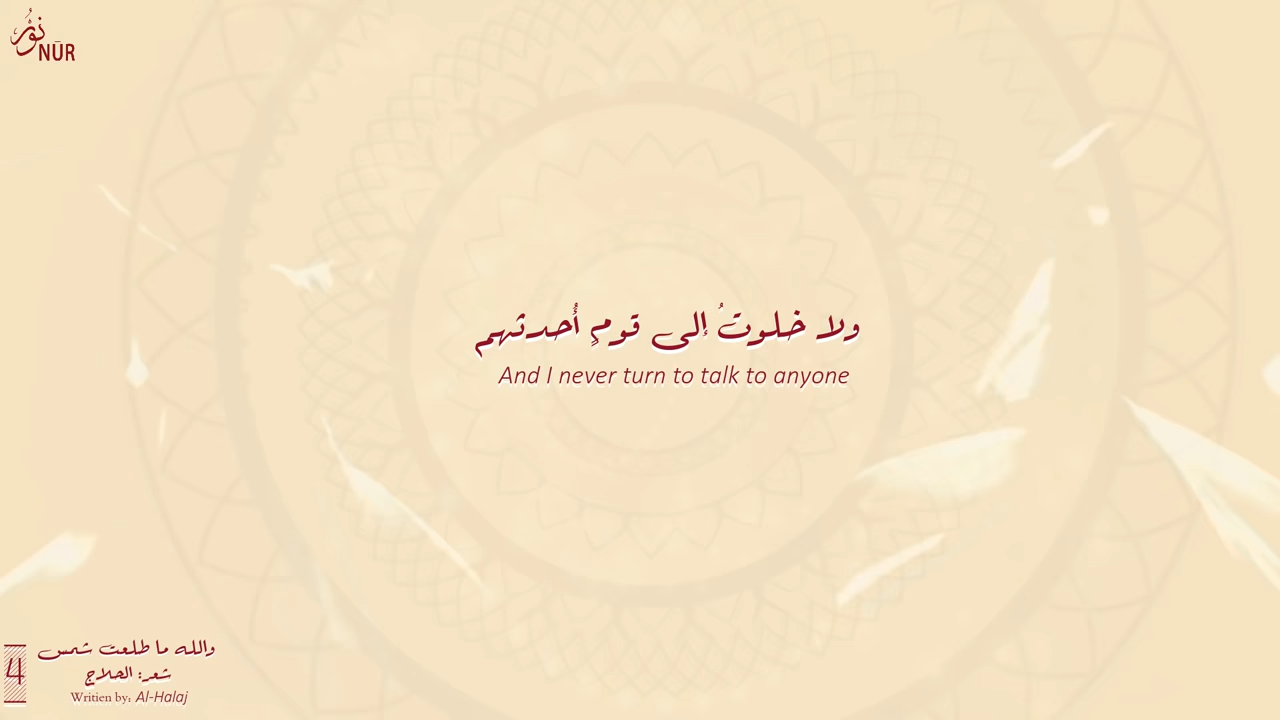 نُور
NŪR
ولا خلوتُ إلى قومٍ أُحدثهم
And I never turn to talk to anyone
4
والله ما طلعت شمس
شعر: الحلاج
Writien by: Al-Halaj